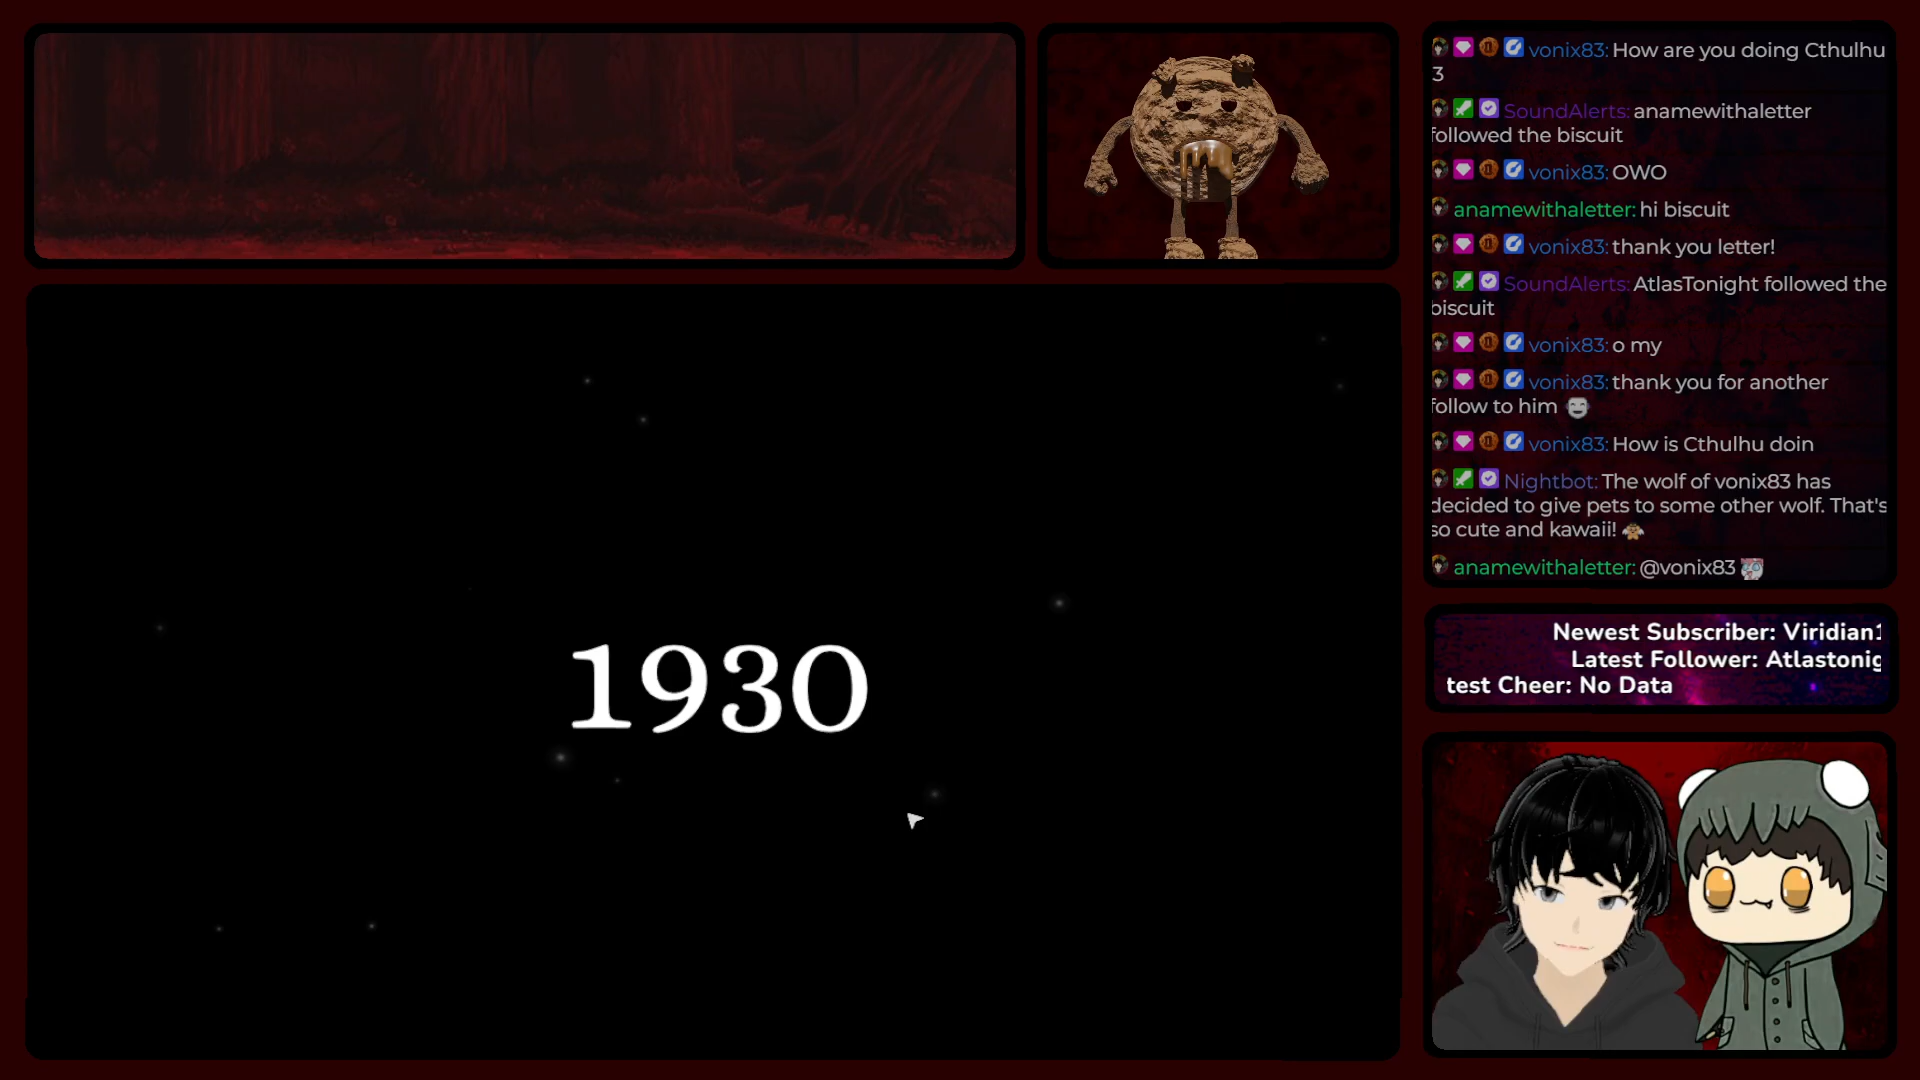 vonix83: How are you doing Cthulhu
3
SoundAlerts: anamewithaletter
followed the biscuit
vonix83: OWO
anamewithaletter: hi biscuit
vonix83: thank you letter!
SoundAlerts: AtlasTonight followed the
biscuit
vonix83: o my
vonix83: thank you for another
follow to him
vonix83: How is Cthulhu doin
Nightbot: The wolf of vonix83 has
decided to give pets to some other wolf. That's
so cute and kawaii!
anamewithaletter: @vonix83
1930
Newest Subscriber: Viridian1
Latest Follower: Atlastonig
test Cheer: No Data